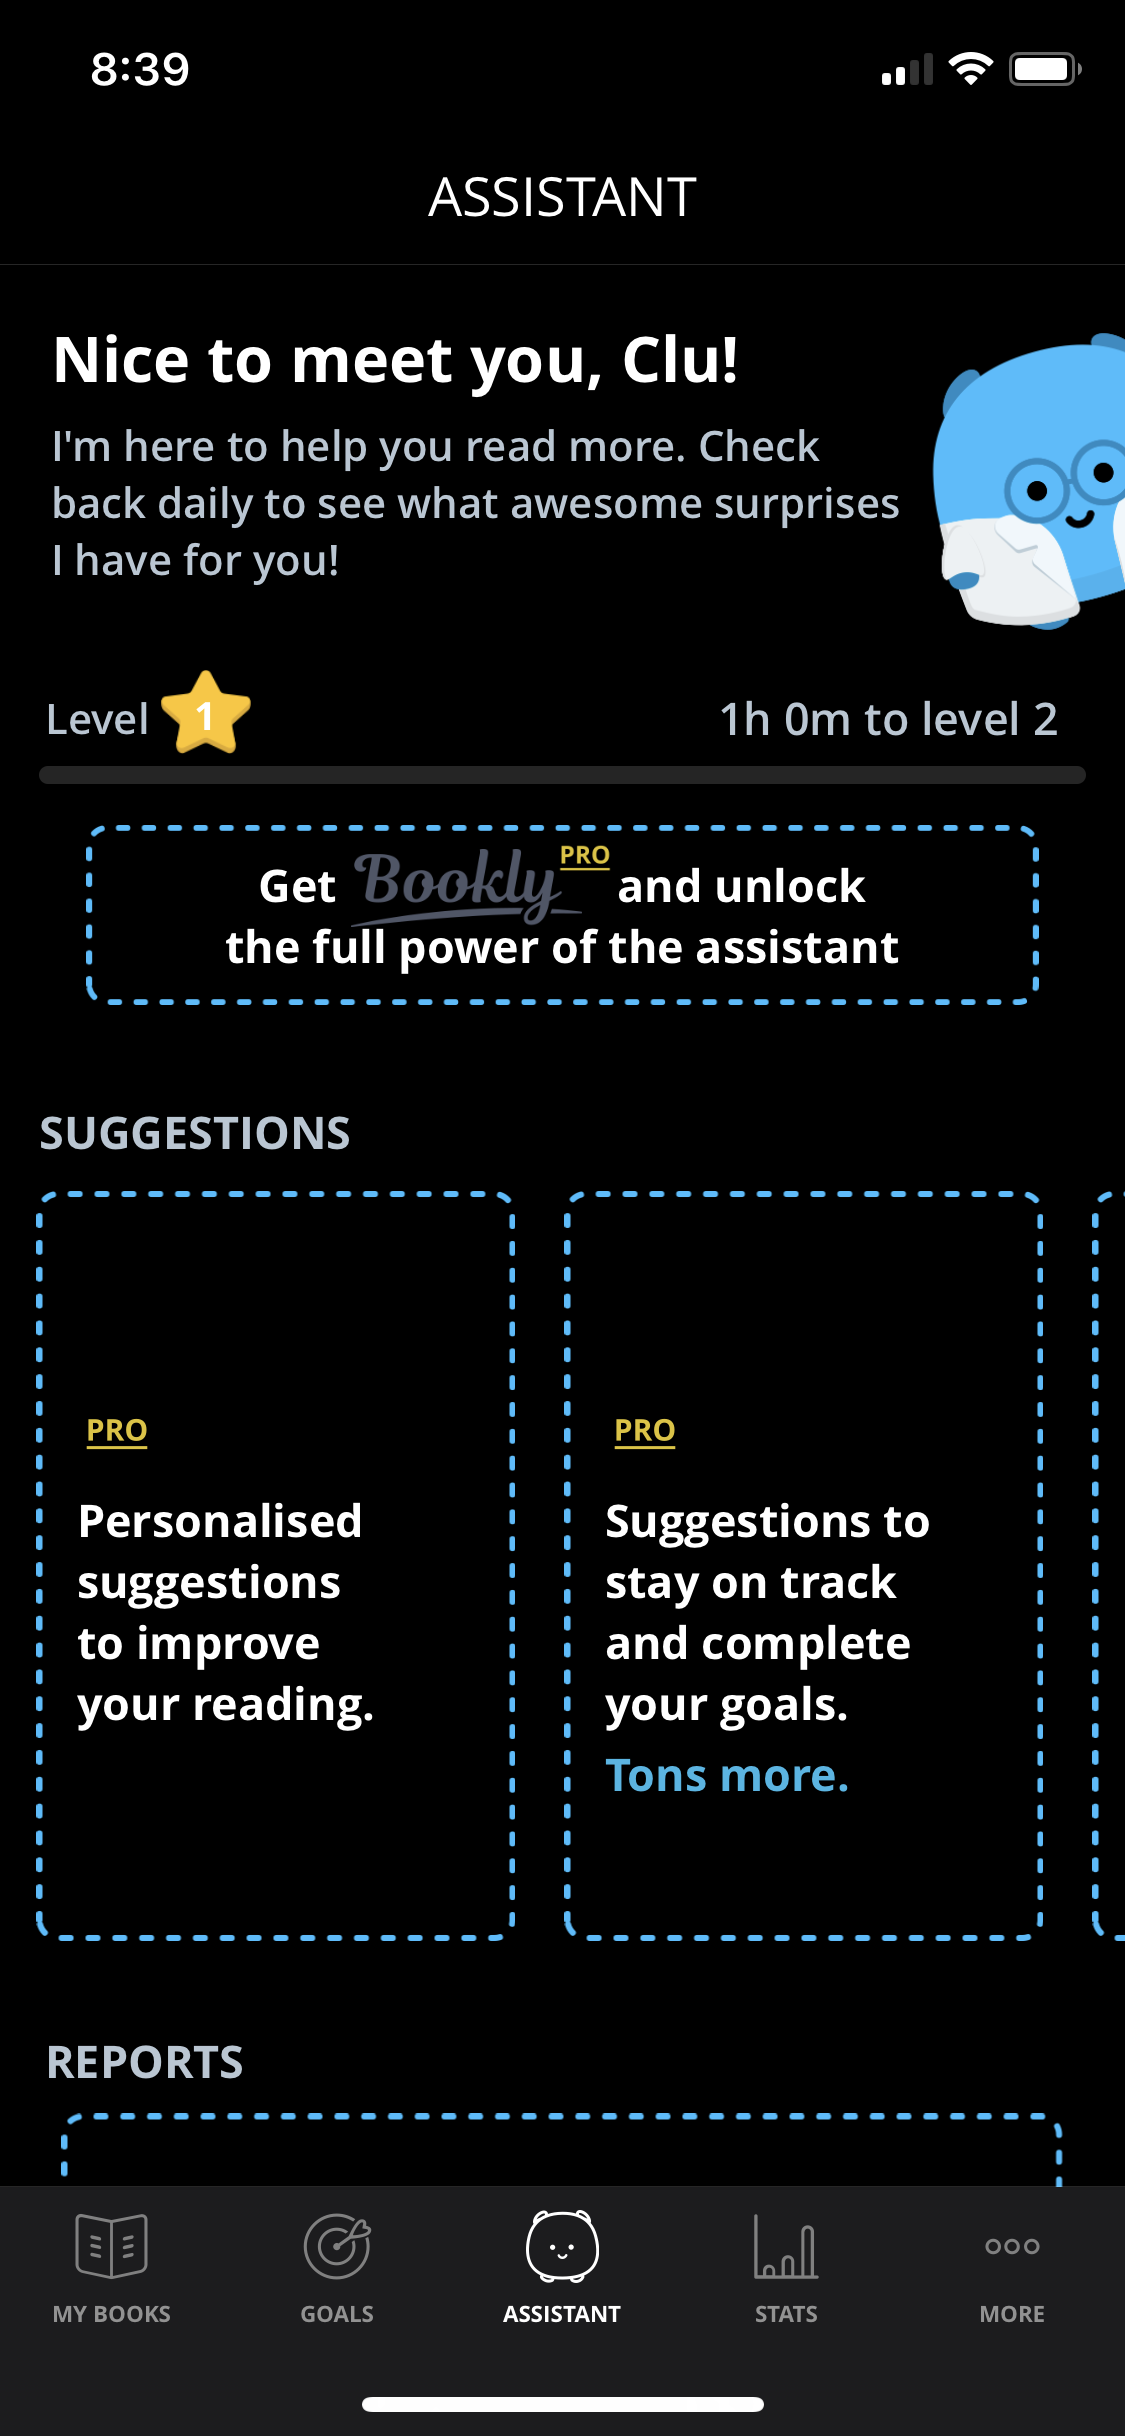 8:39
ASSISTANT
Nice to meet you, Clu!
I'm here to help you read more. Check
back daily to see what awesome surprises
I have for you!
Level 1 1h 0m to level 2
Get Bookly PRO and unlock
the full power of the assistant
SUGGESTIONS
PRO
Personalised
suggestions
to improve
your reading.
PRO
Suggestions to
stay on track
and complete
your goals.
Tons more.
REPORTS
MY BOOKS GOALS ASSISTANT STATS MORE